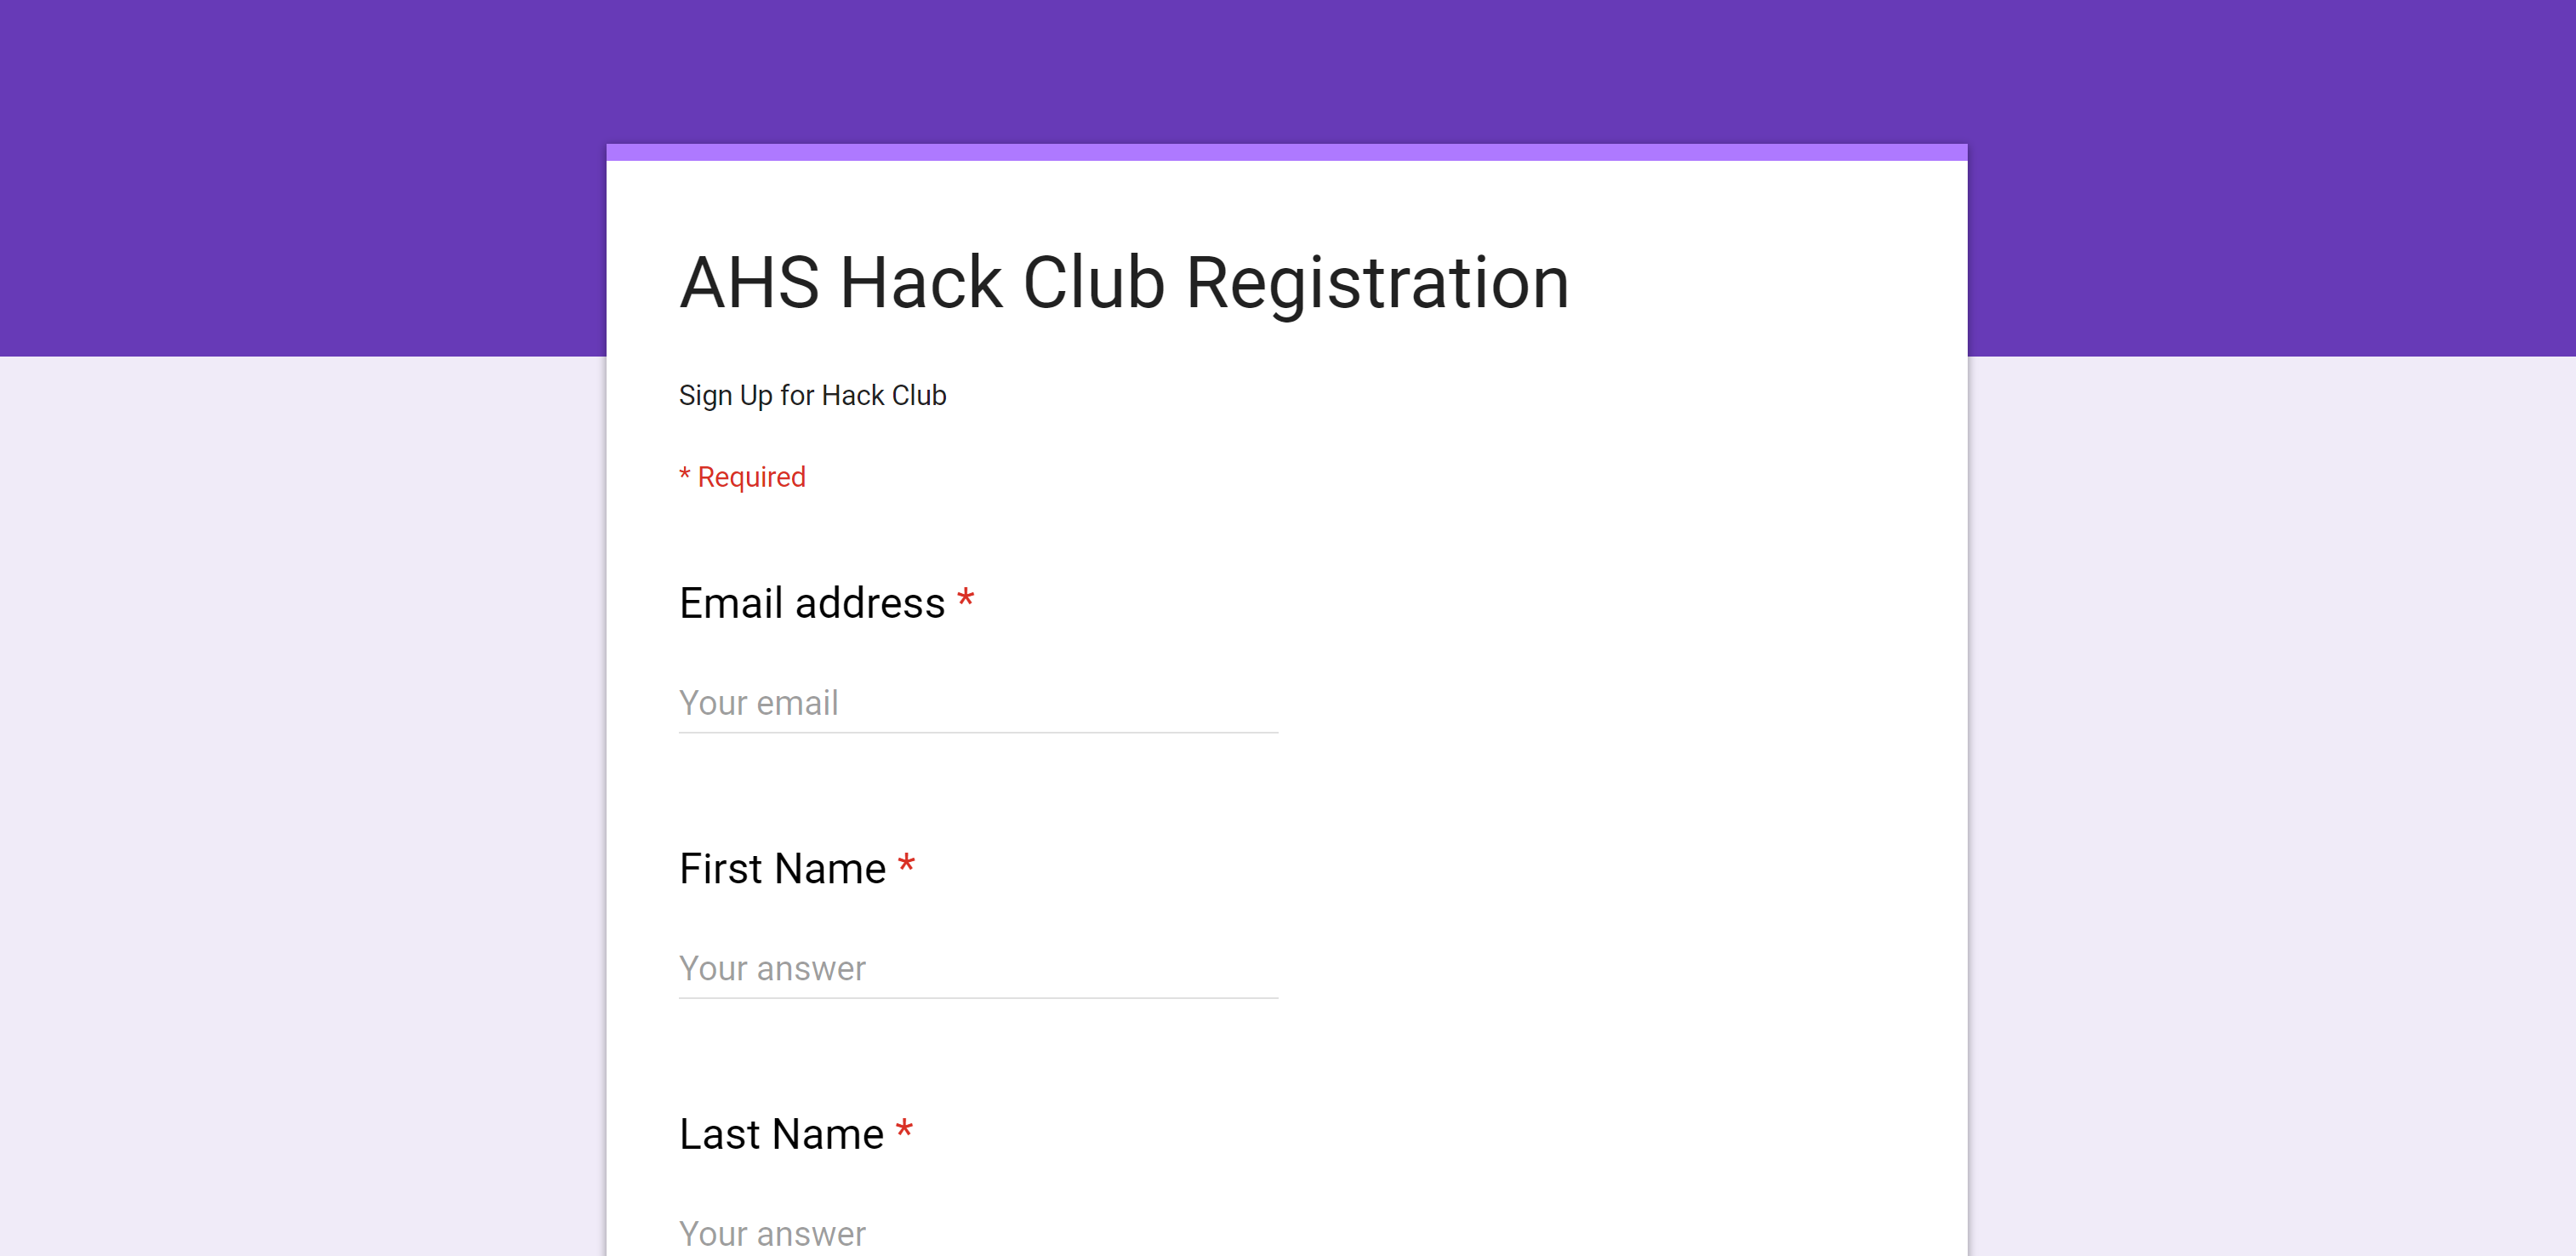 AHS Hack Club Registration
Sign Up for Hack Club
* Required
Email address *
Your email
First Name *
Your answer
Last Name *
Your answer